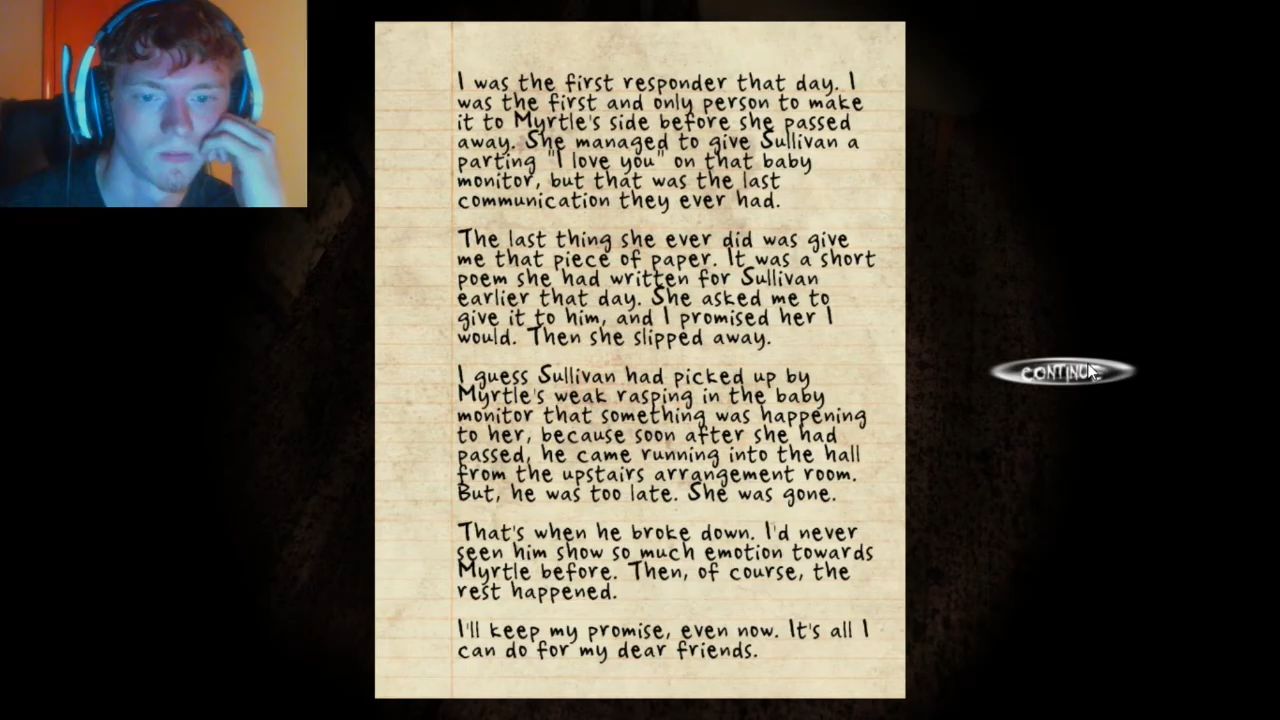 I was the first responder that day. I
was the first and only person to make
it to Myrtle's side before she passed
away. She managed to give Sullivan a
parting "I love you" on that baby
monitor, but that was the last
communication they ever had.
The last thing she ever did was give
me that piece of paper. It was a short
poem she had written for Sullivan
earlier that day. She asked me to
give it to him, and I promised her I
would. Then she slipped away.
I guess Sullivan had picked up by
Myrtle's weak rasping in the baby
monitor that something was happening
to her, because soon after she had
passed, he came running into the hall
from the upstairs arrangement room.
But, he was too late. She was gone.
That's when he broke down. I'd never
seen him show so much emotion towards
Myrtle before. Then, of course, the
rest happened.
I'll keep my promise, even now. It's all I
can do for my dear friends.
CONTINUE